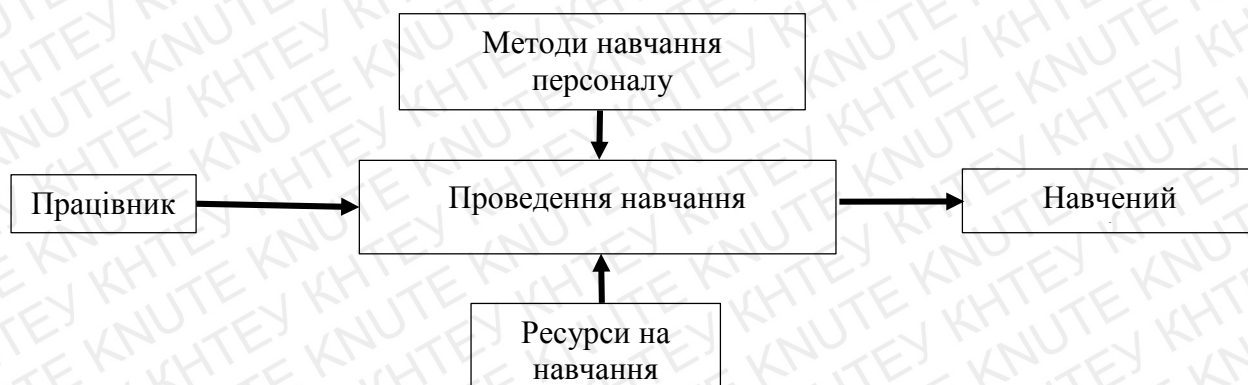 Методи навчання
персоналу
Працівник
Проведення навчання
Навчений
Ресурси на
навчання